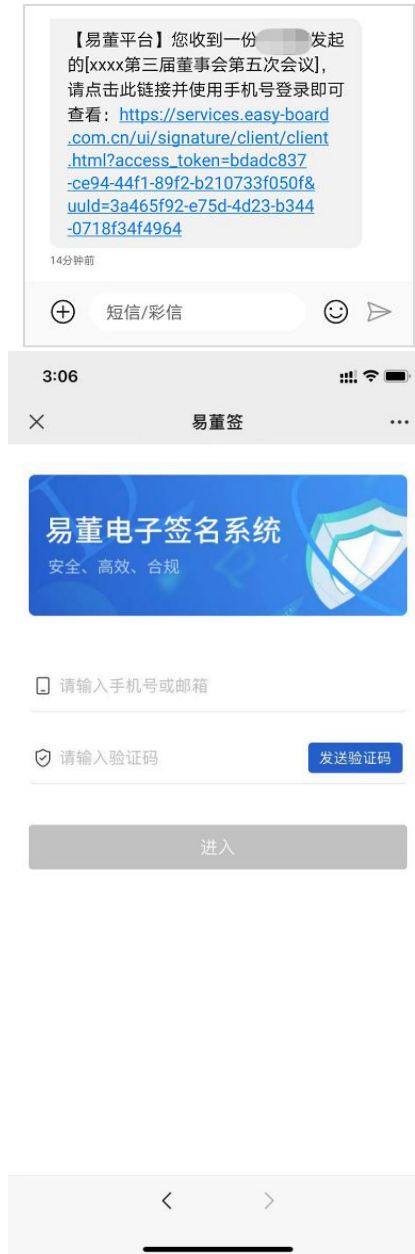 【易董平台】您收到一份 发起
的[xxxx第三届董事会第五次会议],
请点击此链接并使用手机号登录即可
查看：https://services.easy-board
.com.cn/ui/signature/client/client
.html?access_token=bdadc837
-ce94-44f1-89f2-b210733f050f&
uuId=3a465f92-e75d-4d23-b344
-0718f34f4964
14分钟前
短信/彩信
3:06
易董签
易董电子签名系统
安全、高效、合规
请输入手机号或邮箱
请输入验证码
发送验证码
进入